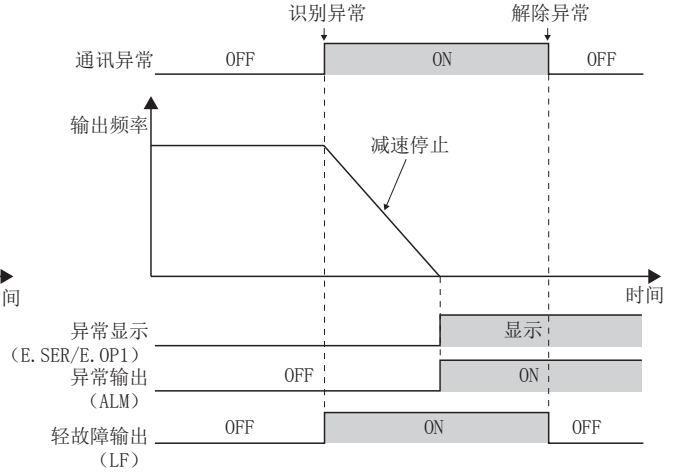 识别异常 解除异常
通讯异常 OFF ON OFF
输出频率
减速停止
间
时间
异常显示 显示
(E.SER/E.OP1)
异常输出 OFF ON
(ALM)
轻故障输出 OFF ON OFF
(LF)